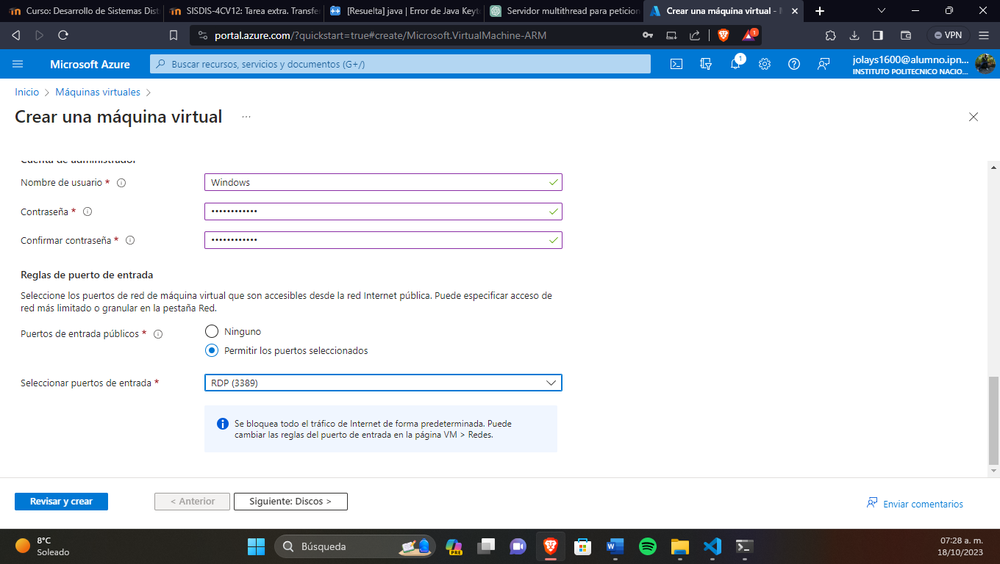 Curso: Desarrollo de Sistemas Dist
SISDIS-4CV12: Tarea extra. Transfe
[Resuelta] java | Error de Java Keyt
Servidor multithread para peticion
Crear una máquina virtual -
portal.azure.com/?quickstart=true#create/Microsoft.VirtualMachine-ARM
1
VPN
Microsoft Azure
Buscar recursos, servicios y documentos (G+/)
1
jolays1600@alumno.ipn...
INSTITUTO POLITECNICO NACIO...
Inicio > Máquinas virtuales >
Crear una máquina virtual ...
Cuenta de administrador
Nombre de usuario *
Windows
Contraseña *
••••••••••••
Confirmar contraseña *
••••••••••••
Reglas de puerto de entrada
Seleccione los puertos de red de máquina virtual que son accesibles desde la red Internet pública. Puede especificar acceso de
red más limitado o granular en la pestaña Red.
Puertos de entrada públicos *
Ninguno
Permitir los puertos seleccionados
Seleccionar puertos de entrada *
RDP (3389)
Se bloquea todo el tráfico de Internet de forma predeterminada. Puede
cambiar las reglas del puerto de entrada en la página VM > Redes.
Revisar y crear
< Anterior
Siguiente: Discos >
Enviar comentarios
8°C
Soleado
Búsqueda
PRE
07:28 a. m.
18/10/2023